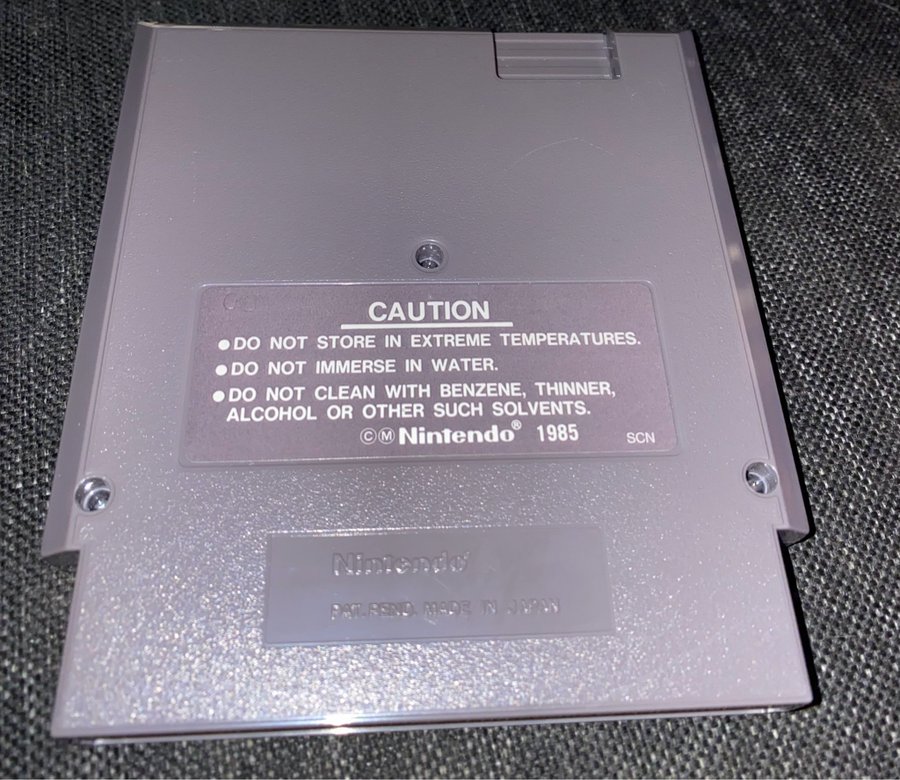 CAUTION
●DO NOT STORE IN EXTREME TEMPERATURES.
●DO NOT IMMERSE IN WATER.
●DO NOT CLEAN WITH BENZENE, THINNER,
ALCOHOL OR OTHER SUCH SOLVENTS.
©Ⓜ Nintendo® 1985 SCN
Nintendo®
PAT. PEND. MADE IN JAPAN